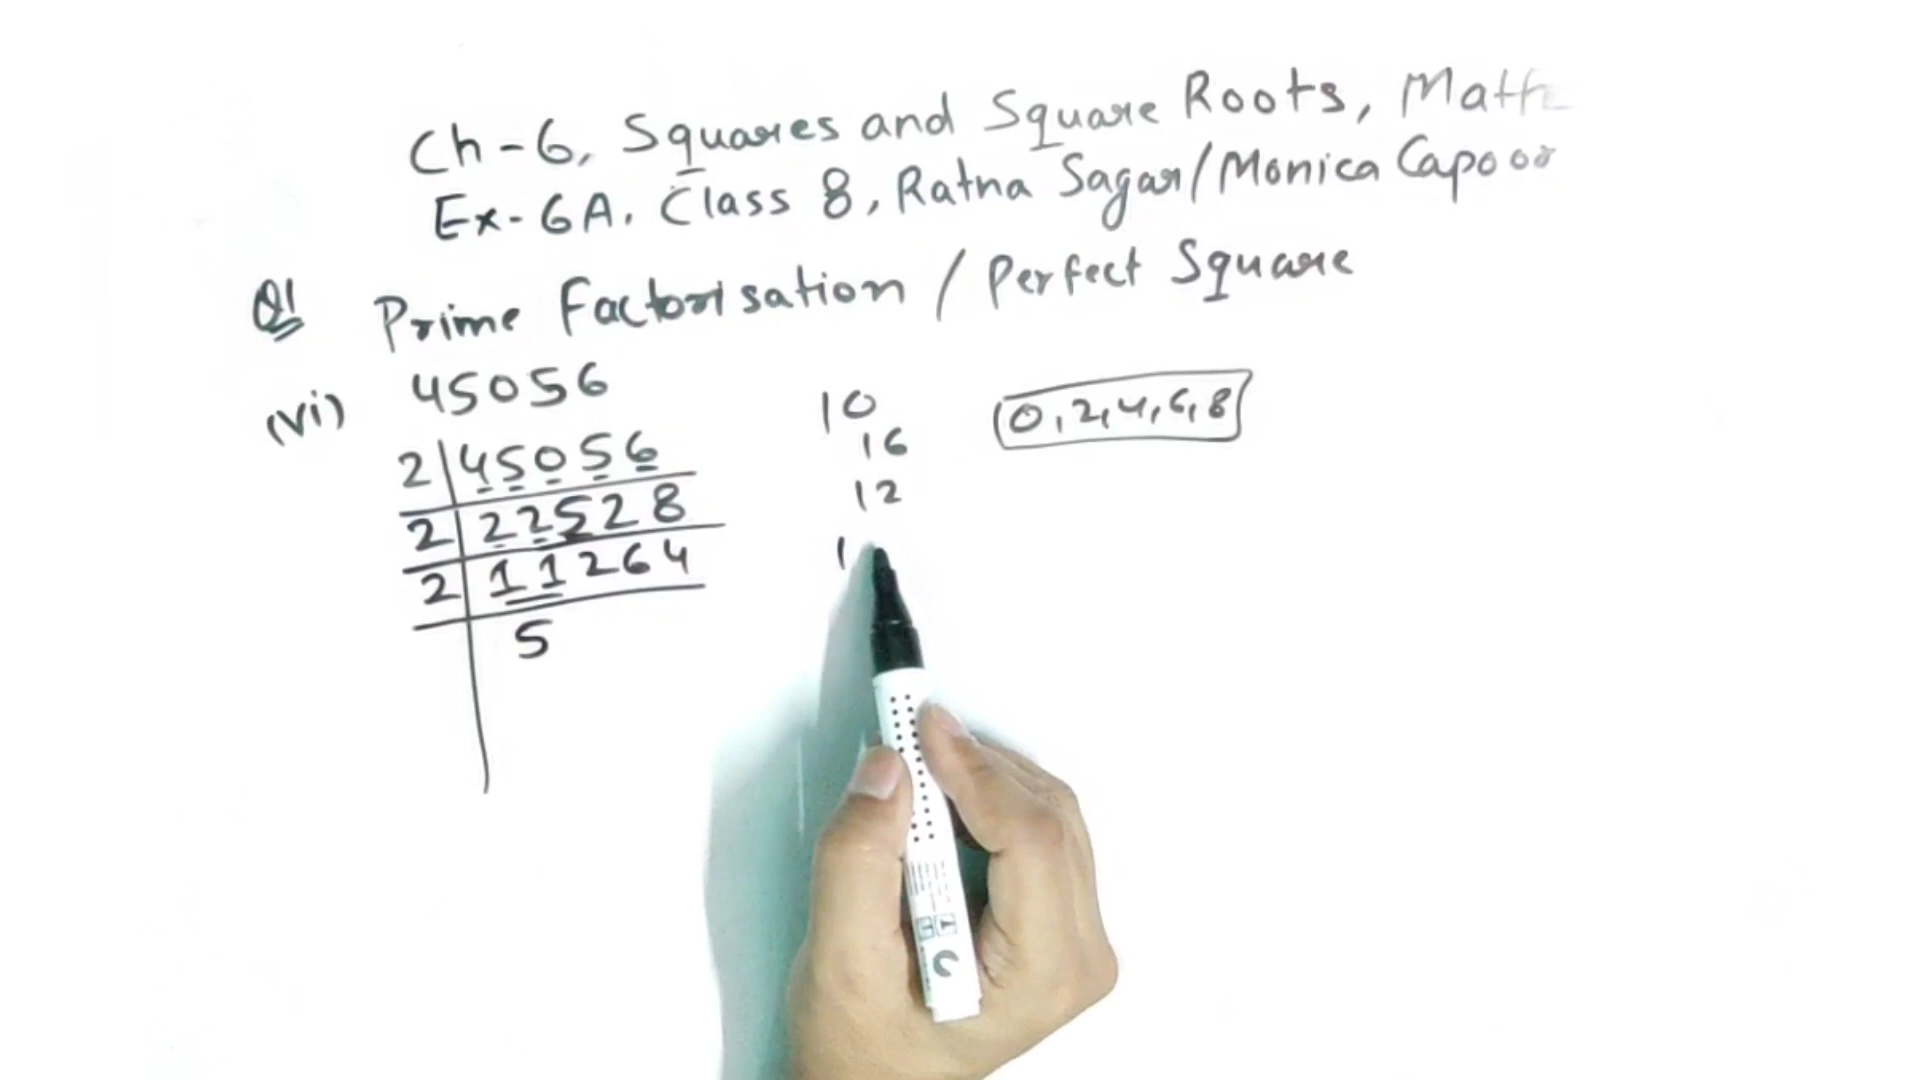 Ch-6, Squares and Square Roots, Math
Ex-6A, Class 8, Ratna Sagar/Monica Capoor
Q1 Prime Factorisation / Perfect Square
(vi) 45056
2 45056
2 22528
2 11264
5
10
16
12
1
0, 2, 4, 6, 8